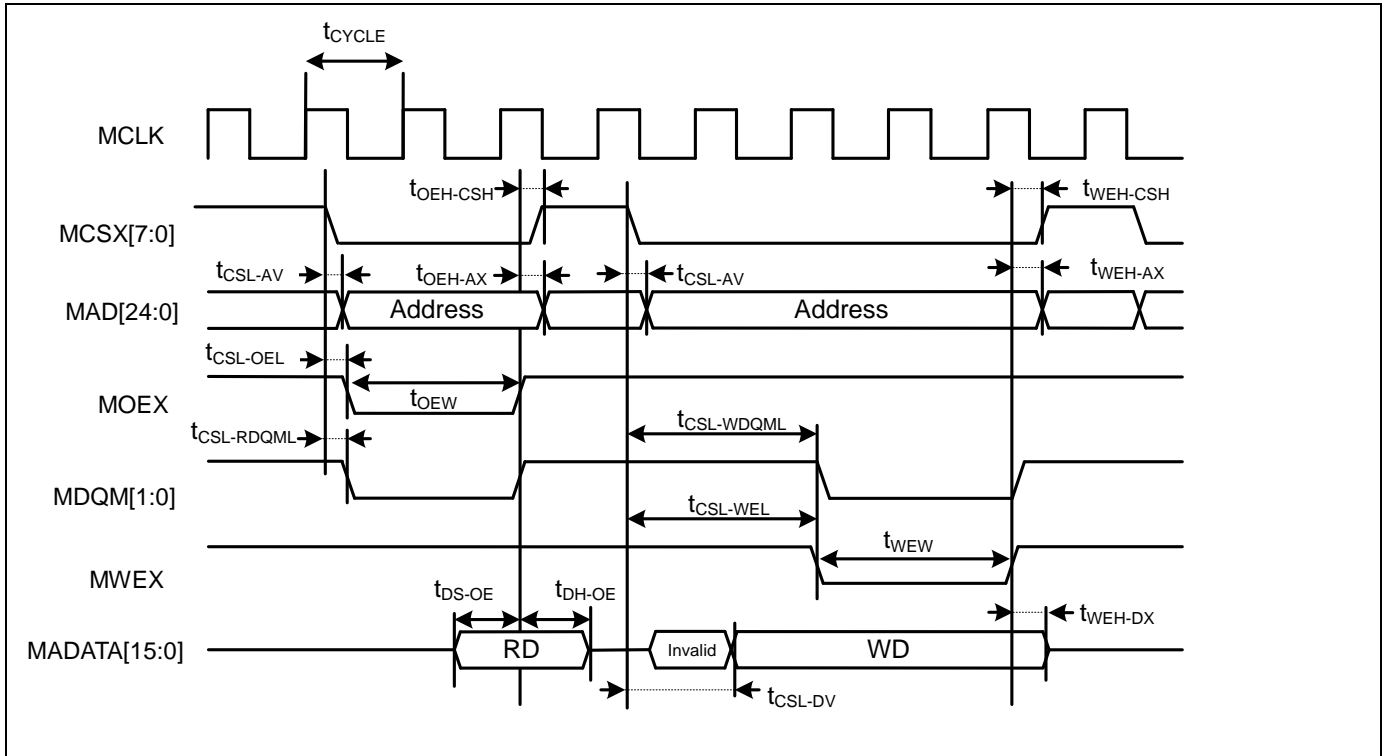 tCYCLE
MCLK
tOEH-CSH
tWEH-CSH
MCSX[7:0]
tCSL-AV
tOEH-AX
tCSL-AV
tWEH-AX
MAD[24:0]
Address
Address
tCSL-OEL
MOEX
tOEW
tCSL-RDQML
tCSL-WDQML
MDQM[1:0]
tCSL-WEL
tWEW
MWEX
tDS-OE
tDH-OE
tWEH-DX
MADATA[15:0]
RD
Invalid
WD
tCSL-DV